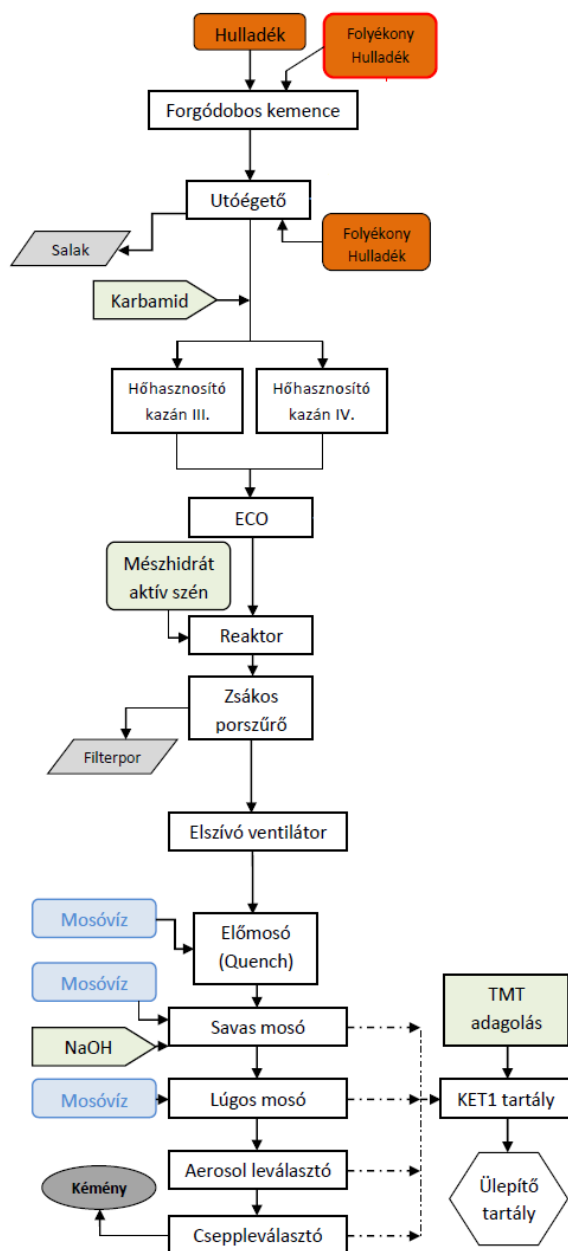 Hulladék
Folyékony
Hulladék
Forgódobos kemence
Utóégető
Salak
Folyékony
Hulladék
Karbamid
Hőhasznosító
kazán III.
Hőhasznosító
kazán IV.
ECO
Mészhidrát
aktív szén
Reaktor
Zsákos
porszűrő
Filterpor
Elszívó ventilátor
Mosóvíz
Előmosó
(Quench)
Mosóvíz
TMT
adagolás
Savas mosó
NaOH
Mosóvíz
Lúgos mosó
KET1 tartály
Aerosol leválasztó
Kémény
Ülepítő
tartály
Cseppleválasztó